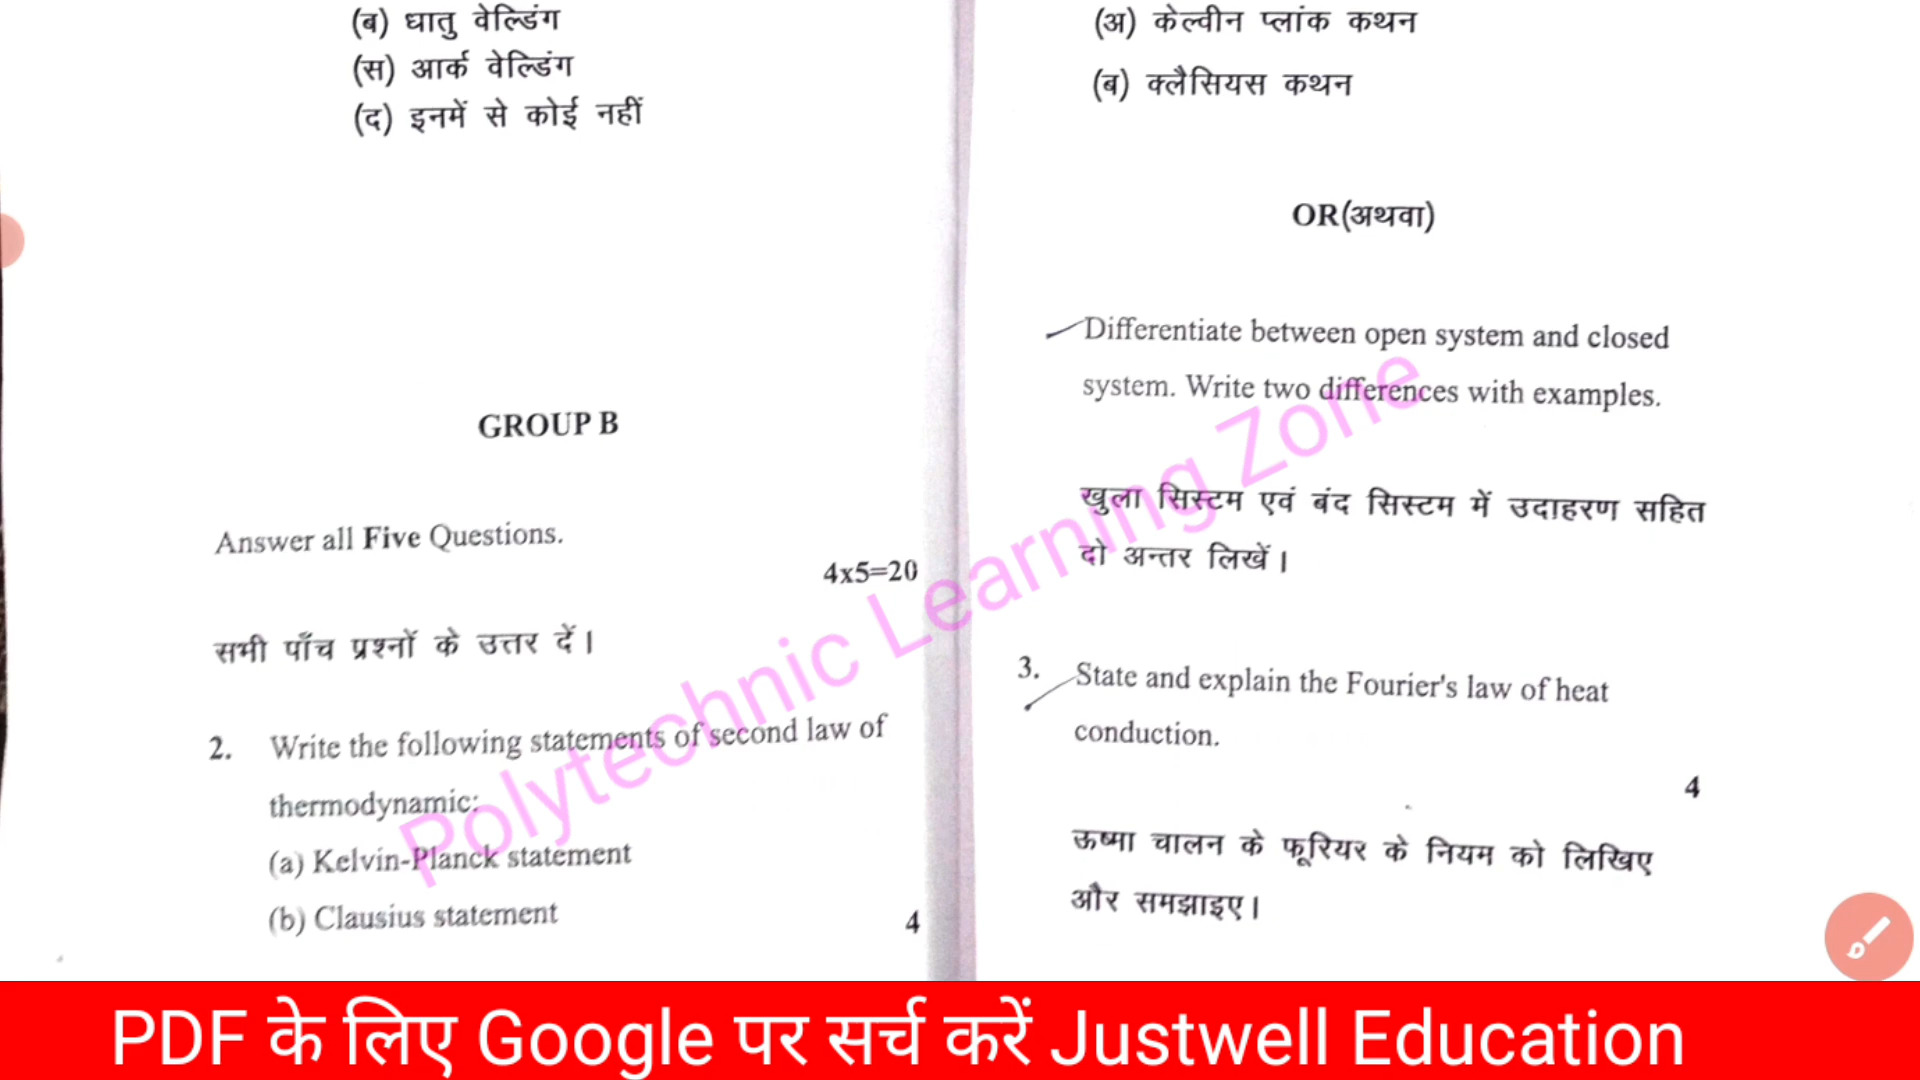 (ब) धातु वेल्डिंग
(स) आर्क वेल्डिंग
(द) इनमें से कोई नहीं
GROUP B
Answer all Five Questions.
4x5=20
सभी पाँच प्रश्नों के उत्तर दें।
2. Write the following statements of second law of
thermodynamic:
(a) Kelvin-Planck statement
(b) Clausius statement
4
(अ) केल्वीन प्लांक कथन
(ब) क्लैसियस कथन
OR(अथवा)
Differentiate between open system and closed
system. Write two differences with examples.
खुला सिस्टम एवं बंद सिस्टम में उदाहरण सहित
दो अन्तर लिखें।
3. State and explain the Fourier's law of heat
conduction.
4
ऊष्मा चालन के फूरियर के नियम को लिखिए
और समझाइए।
Polytechnic Learning Zone
PDF के लिए Google पर सर्च करें Justwell Education